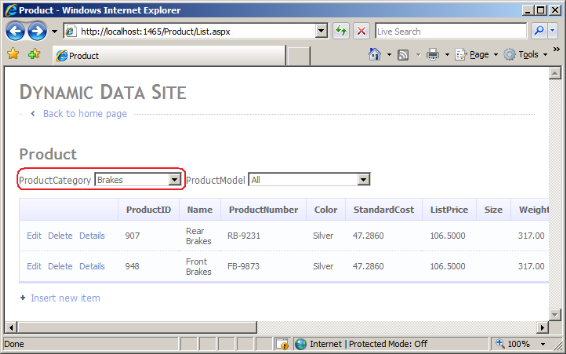 Product - Windows Internet Explorer
http://localhost:1465/Product/List.aspx
Live Search
Product
Page
Tools
DYNAMIC DATA SITE
Back to home page
Product
ProductCategory Brakes ProductModel All
ProductID Name ProductNumber Color StandardCost ListPrice Size Weight
Edit Delete Details 907 Rear Brakes RB-9231 Silver 47.2860 106.5000 317.00
Edit Delete Details 948 Front Brakes FB-9873 Silver 47.2860 106.5000 317.00
Insert new item
Done Internet | Protected Mode: Off 100%